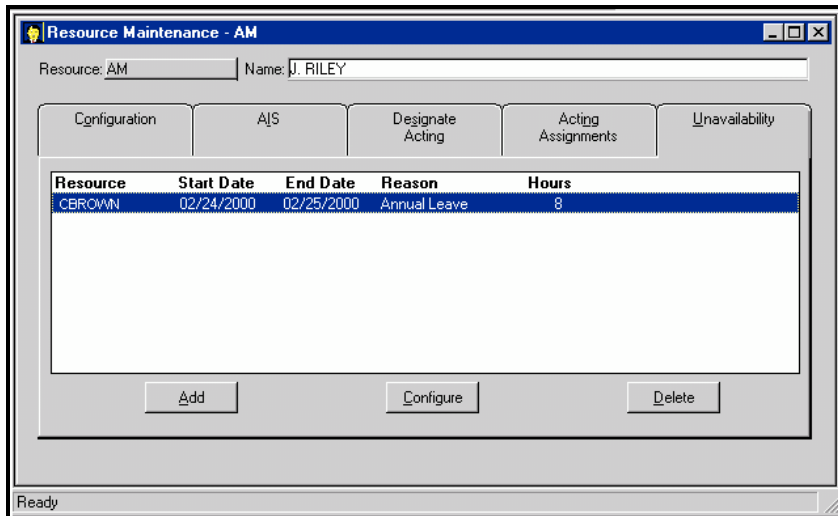 Resource Maintenance - AM
Resource: AM Name: J. RILEY
Configuration AIS Designate Acting Acting Assignments Unavailability
Resource Start Date End Date Reason Hours
CBROWN 02/24/2000 02/25/2000 Annual Leave 8
Add Configure Delete
Ready